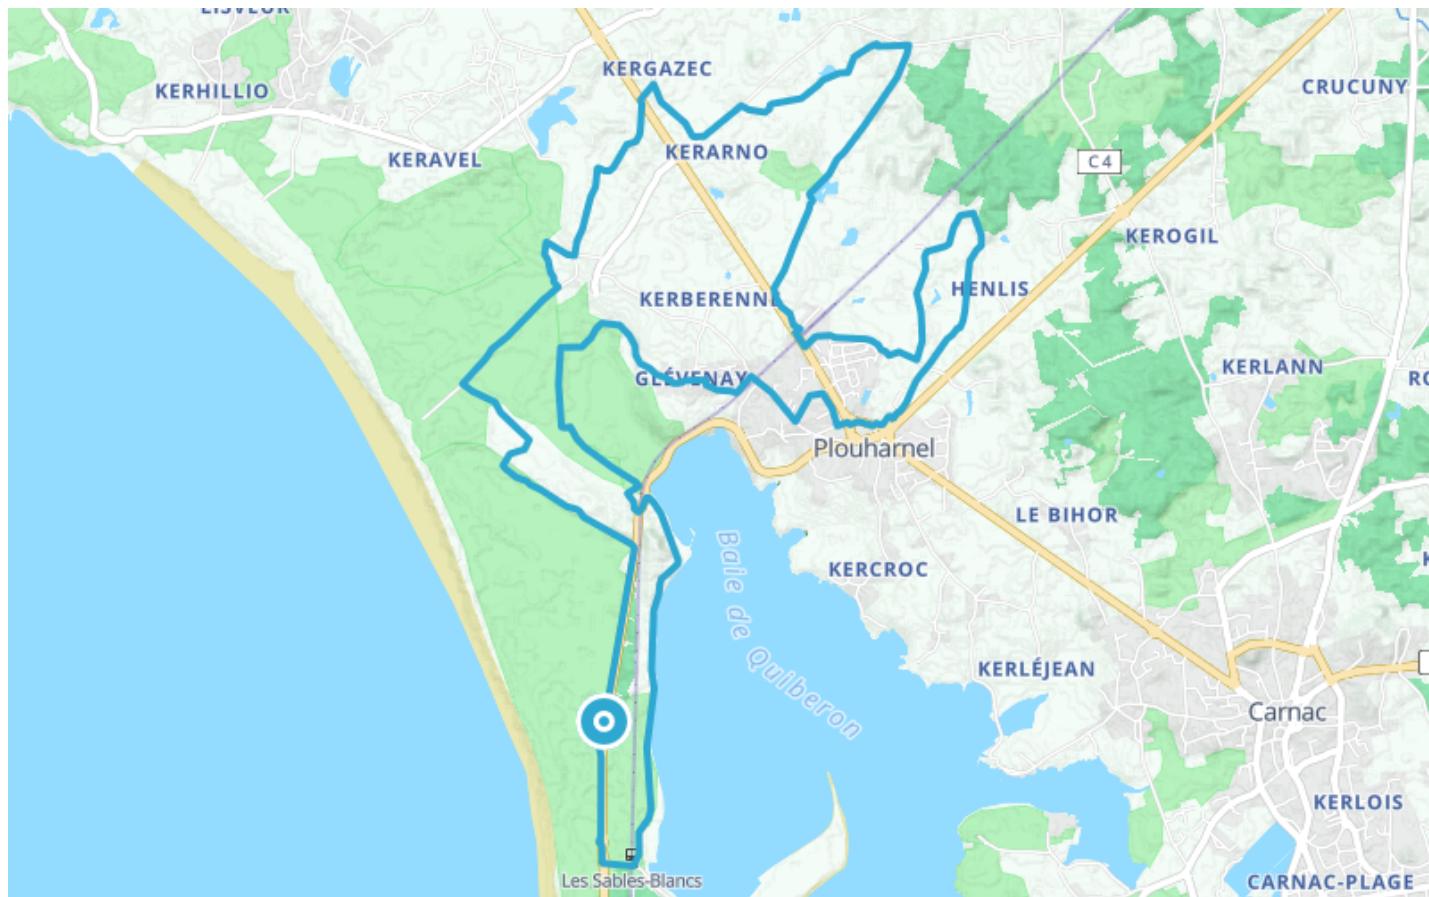 KERGAZEC
KERHILLIO
CRUCUNY
C 4
KERAVEL
KERARNO
KEROGIL
HENLIS
KERBERENNE
KERLANN
GLÉVENAY
Plouharnel
LE BIHOR
Baie de Quiberon
KERCROC
KERLÉJEAN
Carnac
KERLOIS
Les Sables-Blancs
CARNAC-PLAGE